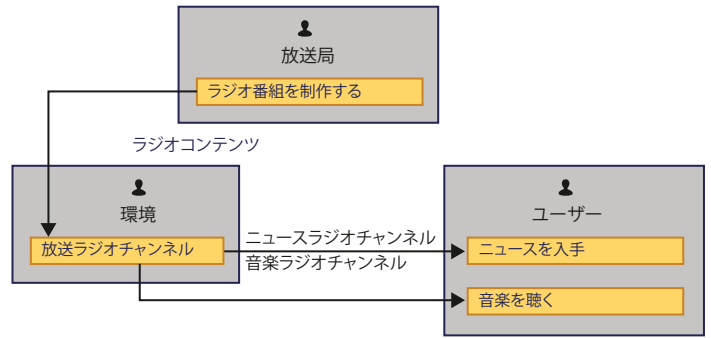 放送局
ラジオ番組を制作する
ラジオコンテンツ
環境
放送ラジオチャンネル
ニュースラジオチャンネル
音楽ラジオチャンネル
ユーザー
ニュースを入手
音楽を聴く